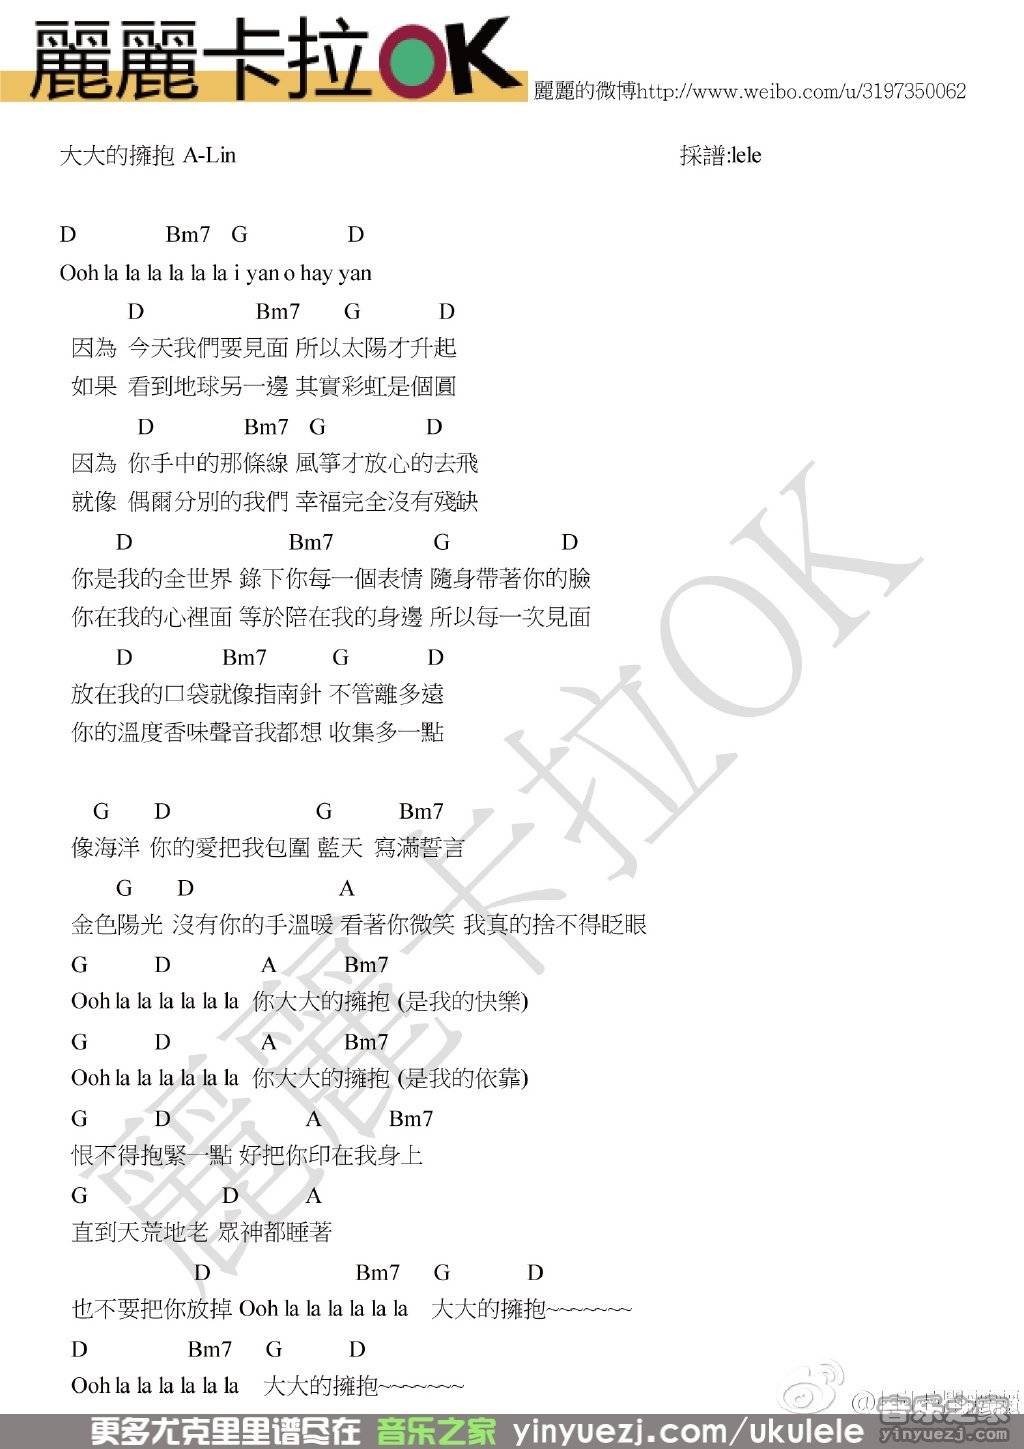 麗麗卡拉OK
麗麗的微博http://www.weibo.com/u/3197350062
大大的擁抱 A-Lin 採譜:lele
D Bm7 G D
Ooh la la la la la la i yan o hay yan
D Bm7 G D
因為 今天我們要見面 所以太陽才升起
如果 看到地球另一邊 其實彩虹是個圓
D Bm7 G D
因為 你手中的那條線 風箏才放心的去飛
就像 偶爾分別的我們 幸福完全沒有殘缺
D Bm7 G D
你是我的全世界 錄下你每一個表情 隨身帶著你的臉
你在我的心裡面 等於陪在我的身邊 所以每一次見面
D Bm7 G D
放在我的口袋就像指南針 不管離多遠
你的溫度香味聲音我都想 收集多一點
G D G Bm7
像海洋 你的愛把我包圍 藍天 寫滿誓言
G D A
金色陽光 沒有你的手溫暖 看著你微笑 我真的捨不得眨眼
G D A Bm7
Ooh la la la la la la 你大大的擁抱 (是我的快樂)
G D A Bm7
Ooh la la la la la la 你大大的擁抱 (是我的依靠)
G D A Bm7
恨不得抱緊一點 好把你印在我身上
G D A
直到天荒地老 眾神都睡著
D Bm7 G D
也不要把你放掉 Ooh la la la la la la 大大的擁抱~~~~~~~
D Bm7 G D
Ooh la la la la la la 大大的擁抱~~~~~~~
麗麗卡拉OK
音乐之家
yinyuezj.com
更多尤克里里谱尽在 音乐之家 yinyuezj.com/ukulele